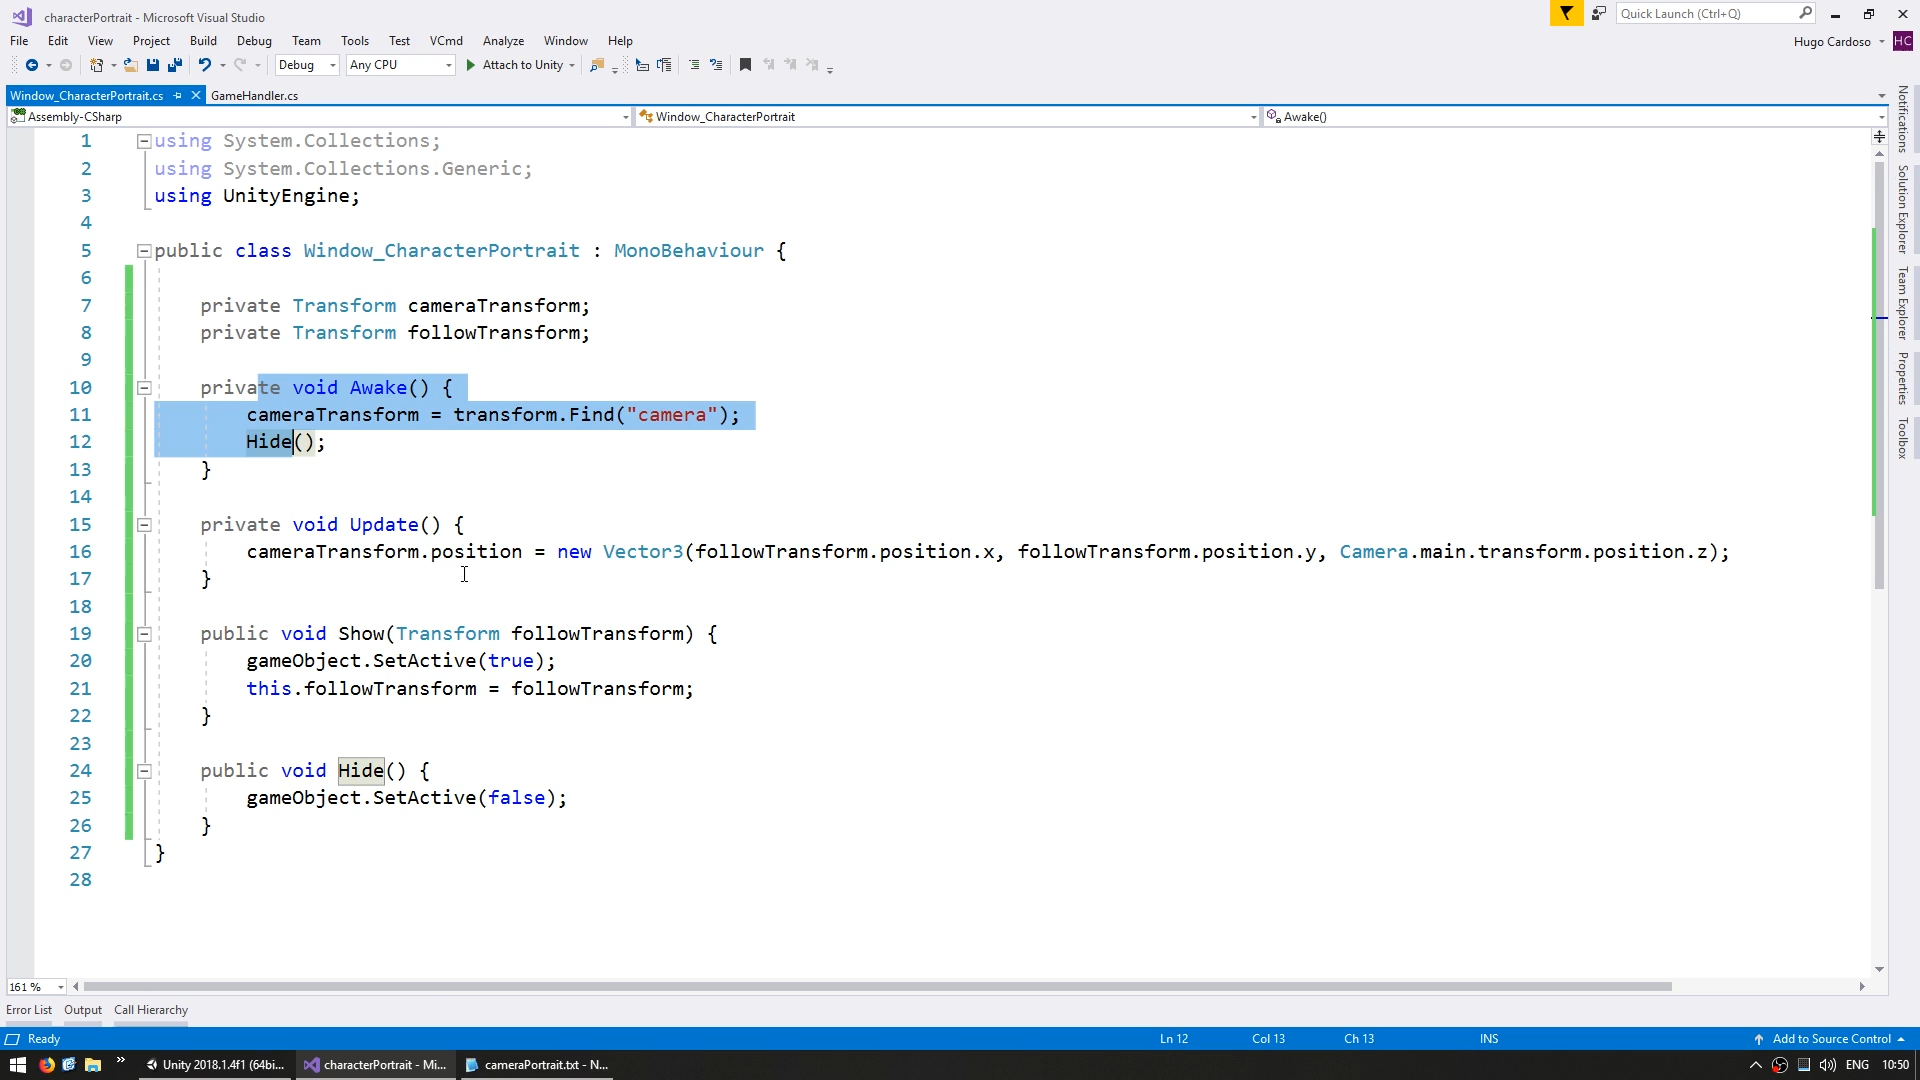 characterPortrait - Microsoft Visual Studio
Quick Launch (Ctrl+Q)
File Edit View Project Build Debug Team Tools Test VCmd Analyze Window Help
Hugo Cardoso HC
Debug Any CPU Attach to Unity
Window_CharacterPortrait.cs GameHandler.cs
Assembly-CSharp Window_CharacterPortrait Awake()
1 using System.Collections;
2 using System.Collections.Generic;
3 using UnityEngine;
4
5 public class Window_CharacterPortrait : MonoBehaviour {
6
7 private Transform cameraTransform;
8 private Transform followTransform;
9
10 private void Awake() {
11 cameraTransform = transform.Find("camera");
12 Hide();
13 }
14
15 private void Update() {
16 cameraTransform.position = new Vector3(followTransform.position.x, followTransform.position.y, Camera.main.transform.position.z);
17 }
18
19 public void Show(Transform followTransform) {
20 gameObject.SetActive(true);
21 this.followTransform = followTransform;
22 }
23
24 public void Hide() {
25 gameObject.SetActive(false);
26 }
27 }
28
Notifications
Solution Explorer
Team Explorer
Properties
Toolbox
161 %
Error List Output Call Hierarchy
Ready Ln 12 Col 13 Ch 13 INS Add to Source Control
Unity 2018.1.4f1 (64bi... characterPortrait - Mi... cameraPortrait.txt - N... ENG 10:50